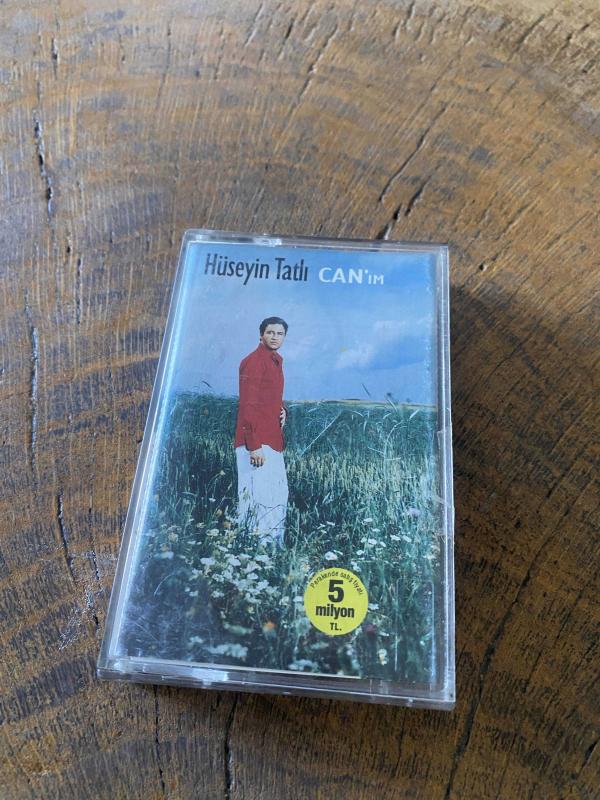 Hüseyin Tatlı CAN'IM
Perakende satış fiyatı
5
milyon
TL.